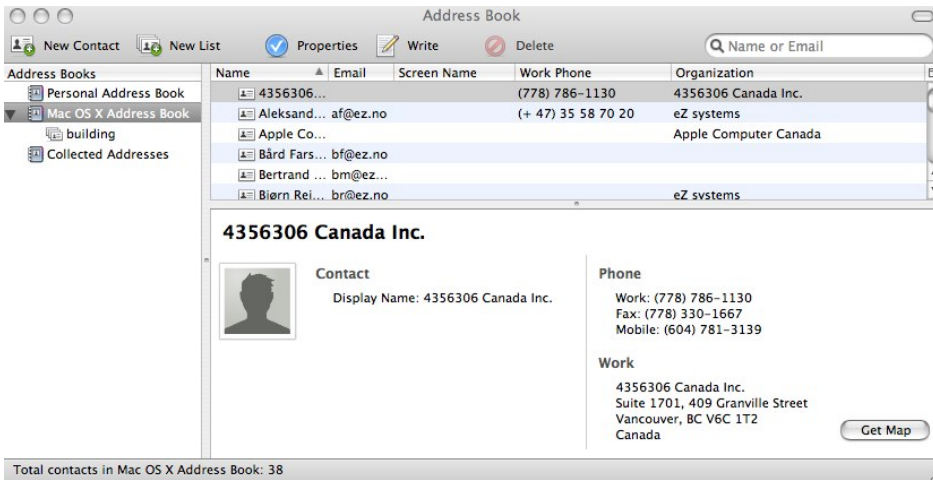 Address Book
New Contact New List Properties Write Delete Name or Email
Address Books Name Email Screen Name Work Phone Organization
Personal Address Book 4356306... (778) 786-1130 4356306 Canada Inc.
Mac OS X Address Book Aleksand... af@ez.no (+ 47) 35 58 70 20 eZ systems
building Apple Co... Apple Computer Canada
Collected Addresses Bård Fars... bf@ez.no
Bertrand ... bm@ez...
Bjørn Rei... br@ez.no eZ systems
4356306 Canada Inc.
Contact
Display Name: 4356306 Canada Inc.
Phone
Work: (778) 786-1130
Fax: (778) 330-1667
Mobile: (604) 781-3139
Work
4356306 Canada Inc.
Suite 1701, 409 Granville Street
Vancouver, BC V6C 1T2
Canada
Get Map
Total contacts in Mac OS X Address Book: 38